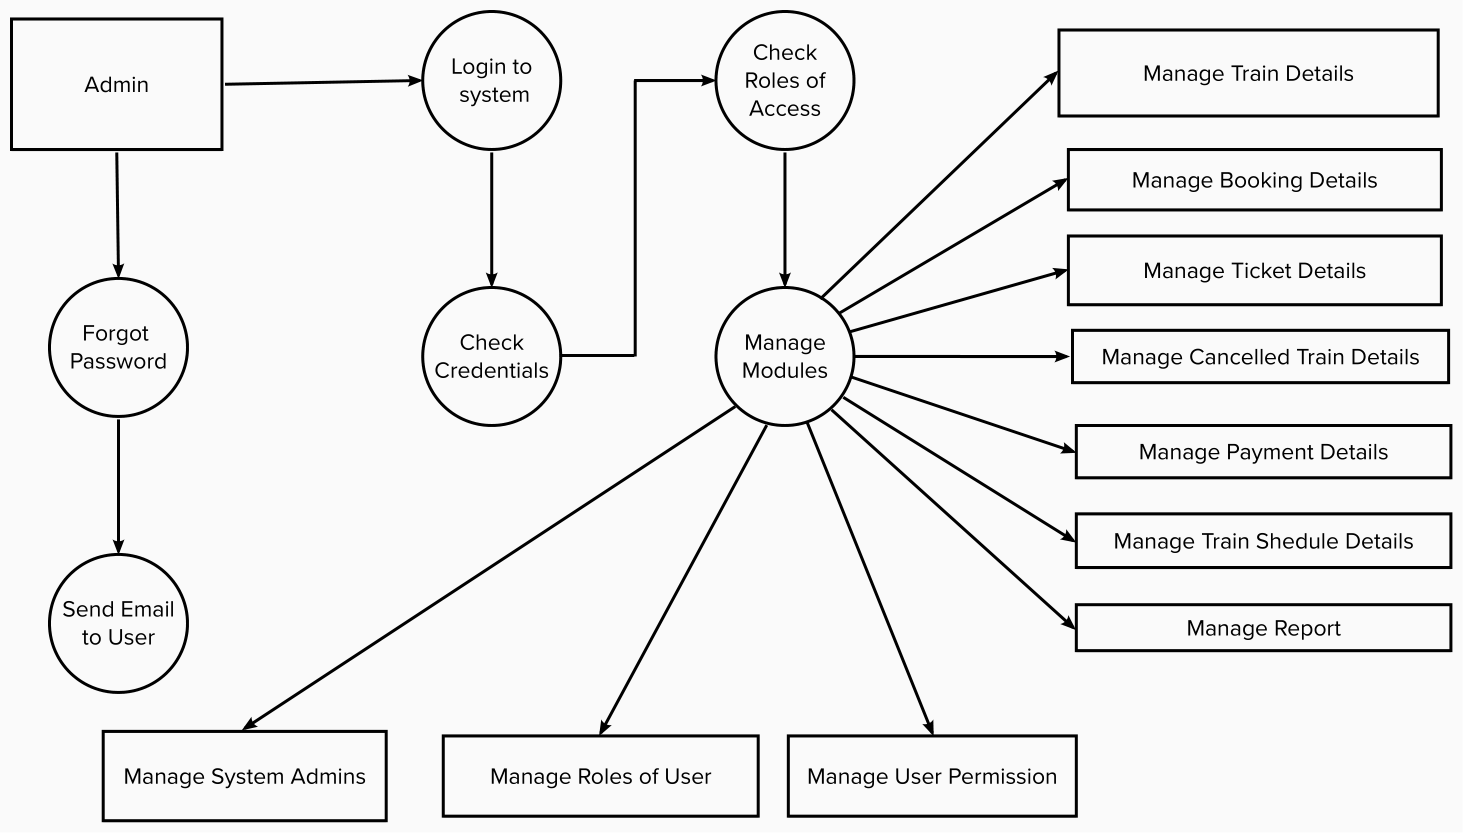 Admin
Login to
system
Check
Roles of
Access
Manage Train Details
Manage Booking Details
Manage Ticket Details
Forgot
Password
Check
Credentials
Manage
Modules
Manage Cancelled Train Details
Manage Payment Details
Manage Train Shedule Details
Send Email
to User
Manage Report
Manage System Admins
Manage Roles of User
Manage User Permission